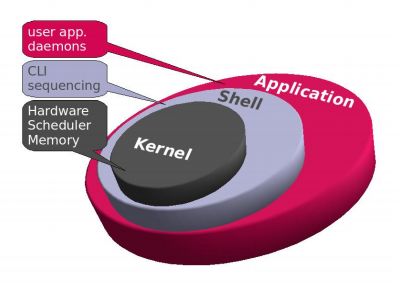 user app.
daemons
CLI
sequencing
Hardware
Scheduler
Memory
Application
Shell
Kernel